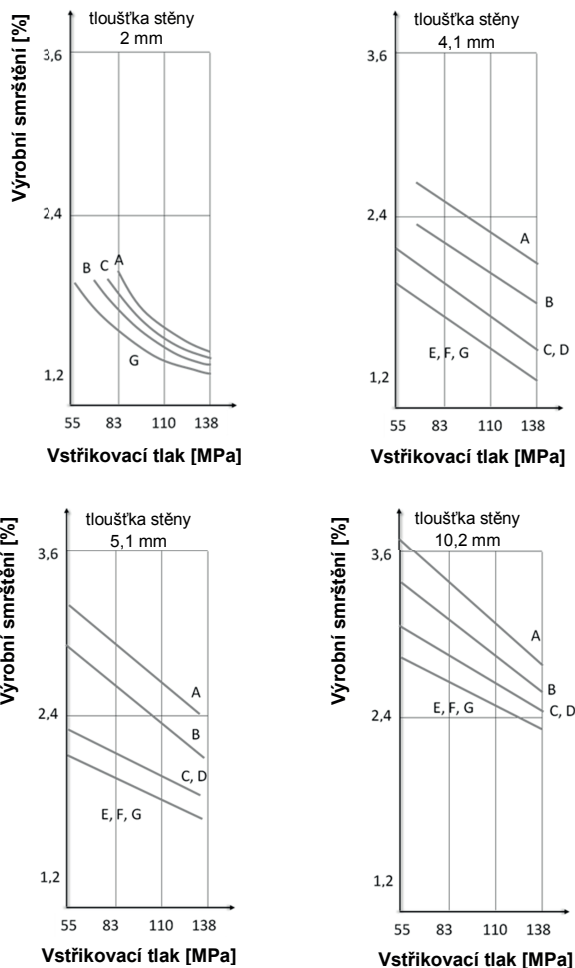 tloušťka stěny
2 mm
Výrobní smrštění [%]
3,6
2,4
1,2
A
B
C
G
55 83 110 138
Vstřikovací tlak [MPa]
tloušťka stěny
4,1 mm
3,6
2,4
1,2
A
B
C, D
E, F, G
55 83 110 138
Vstřikovací tlak [MPa]
tloušťka stěny
5,1 mm
Výrobní smrštění [%]
3,6
2,4
1,2
A
B
C, D
E, F, G
55 83 110 138
Vstřikovací tlak [MPa]
tloušťka stěny
10,2 mm
Výrobní smrštění [%]
3,6
2,4
1,2
A
B
C, D
E, F, G
55 83 110 138
Vstřikovací tlak [MPa]